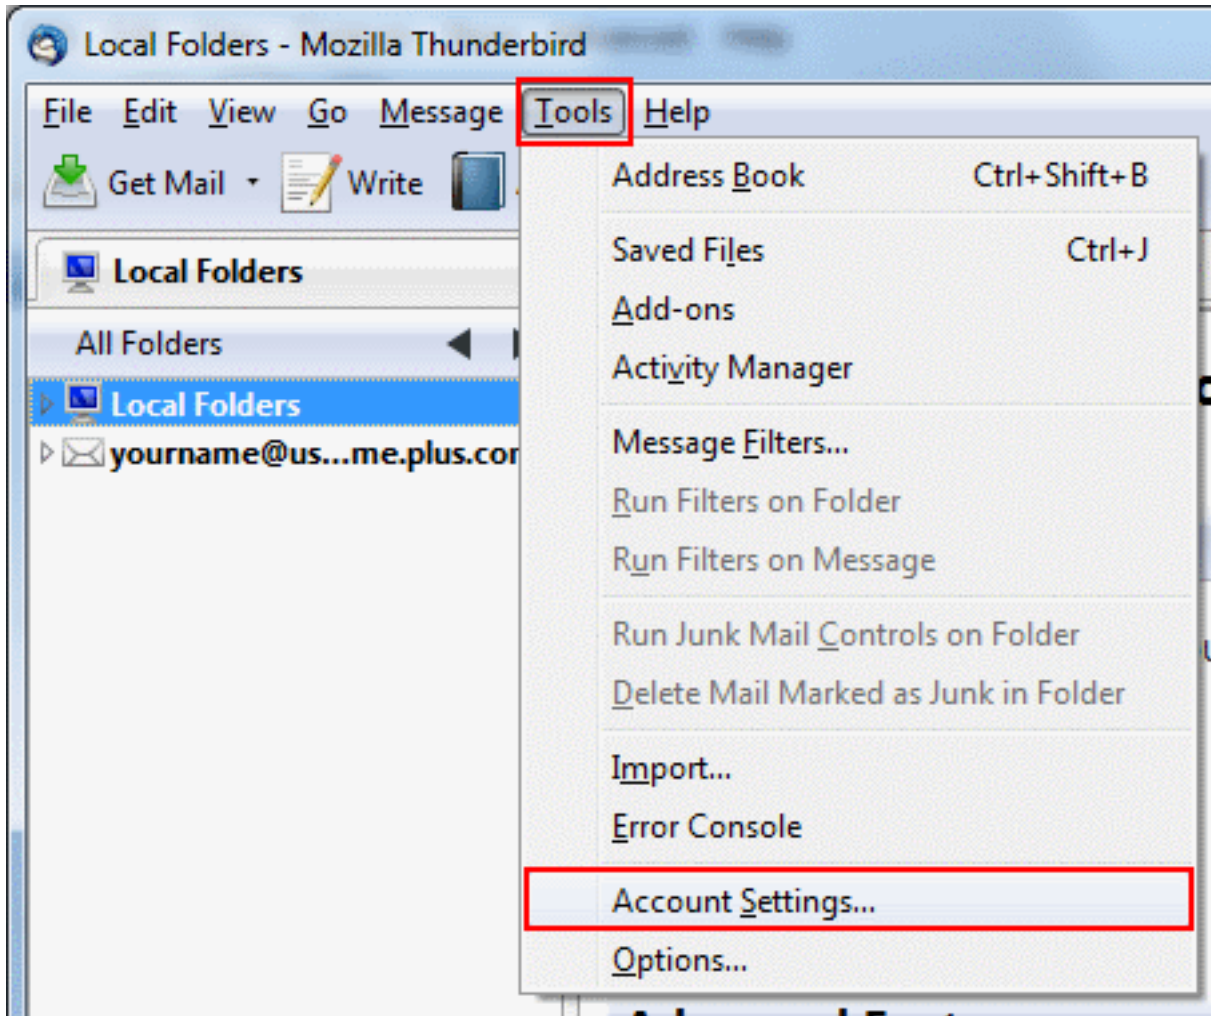 Local Folders - Mozilla Thunderbird
File Edit View Go Message Tools Help
Get Mail Write
Address Book Ctrl+Shift+B
Local Folders
Saved Files Ctrl+J
Add-ons
All Folders
Activity Manager
Local Folders
yourname@us...me.plus.com
Message Filters...
Run Filters on Folder
Run Filters on Message
Run Junk Mail Controls on Folder
Delete Mail Marked as Junk in Folder
Import...
Error Console
Account Settings...
Options...